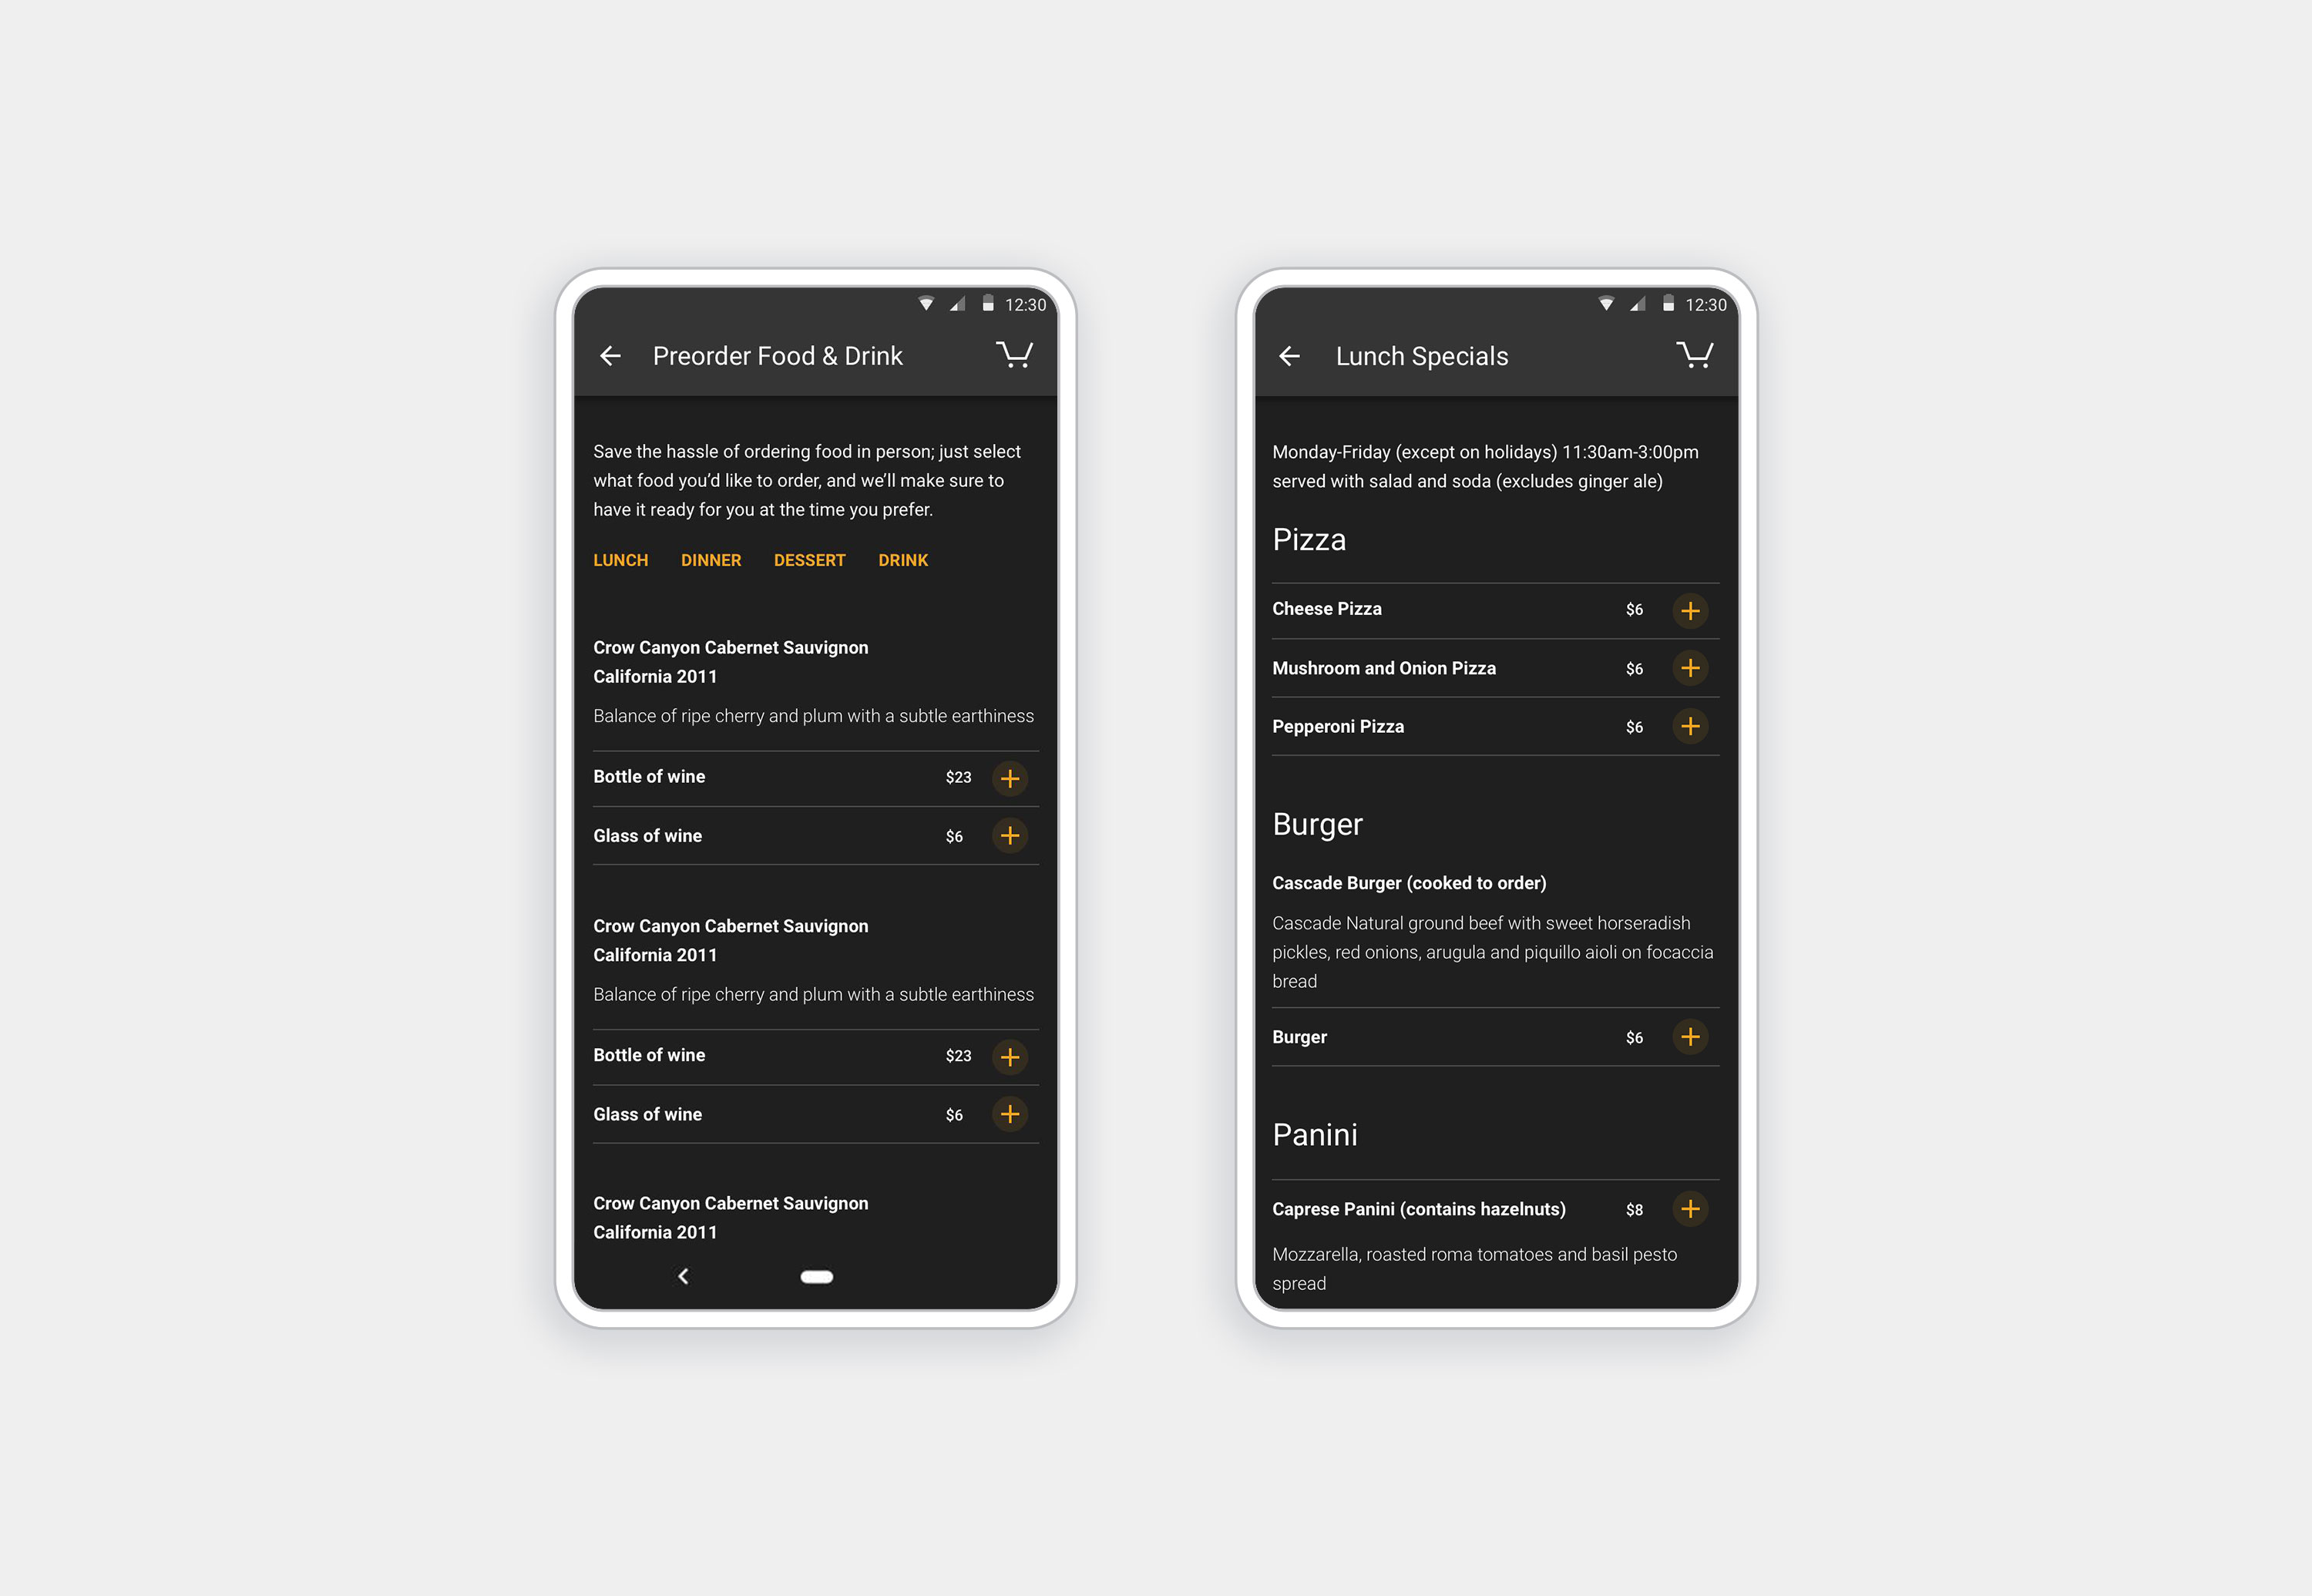 12:30
Preorder Food & Drink
Save the hassle of ordering food in person; just select
what food you’d like to order, and we’ll make sure to
have it ready for you at the time you prefer.
LUNCH DINNER DESSERT DRINK
Crow Canyon Cabernet Sauvignon
California 2011
Balance of ripe cherry and plum with a subtle earthiness
Bottle of wine $23
Glass of wine $6
Crow Canyon Cabernet Sauvignon
California 2011
Balance of ripe cherry and plum with a subtle earthiness
Bottle of wine $23
Glass of wine $6
Crow Canyon Cabernet Sauvignon
California 2011
12:30
Lunch Specials
Monday-Friday (except on holidays) 11:30am-3:00pm
served with salad and soda (excludes ginger ale)
Pizza
Cheese Pizza $6
Mushroom and Onion Pizza $6
Pepperoni Pizza $6
Burger
Cascade Burger (cooked to order)
Cascade Natural ground beef with sweet horseradish
pickles, red onions, arugula and piquillo aioli on focaccia
bread
Burger $6
Panini
Caprese Panini (contains hazelnuts) $8
Mozzarella, roasted roma tomatoes and basil pesto
spread